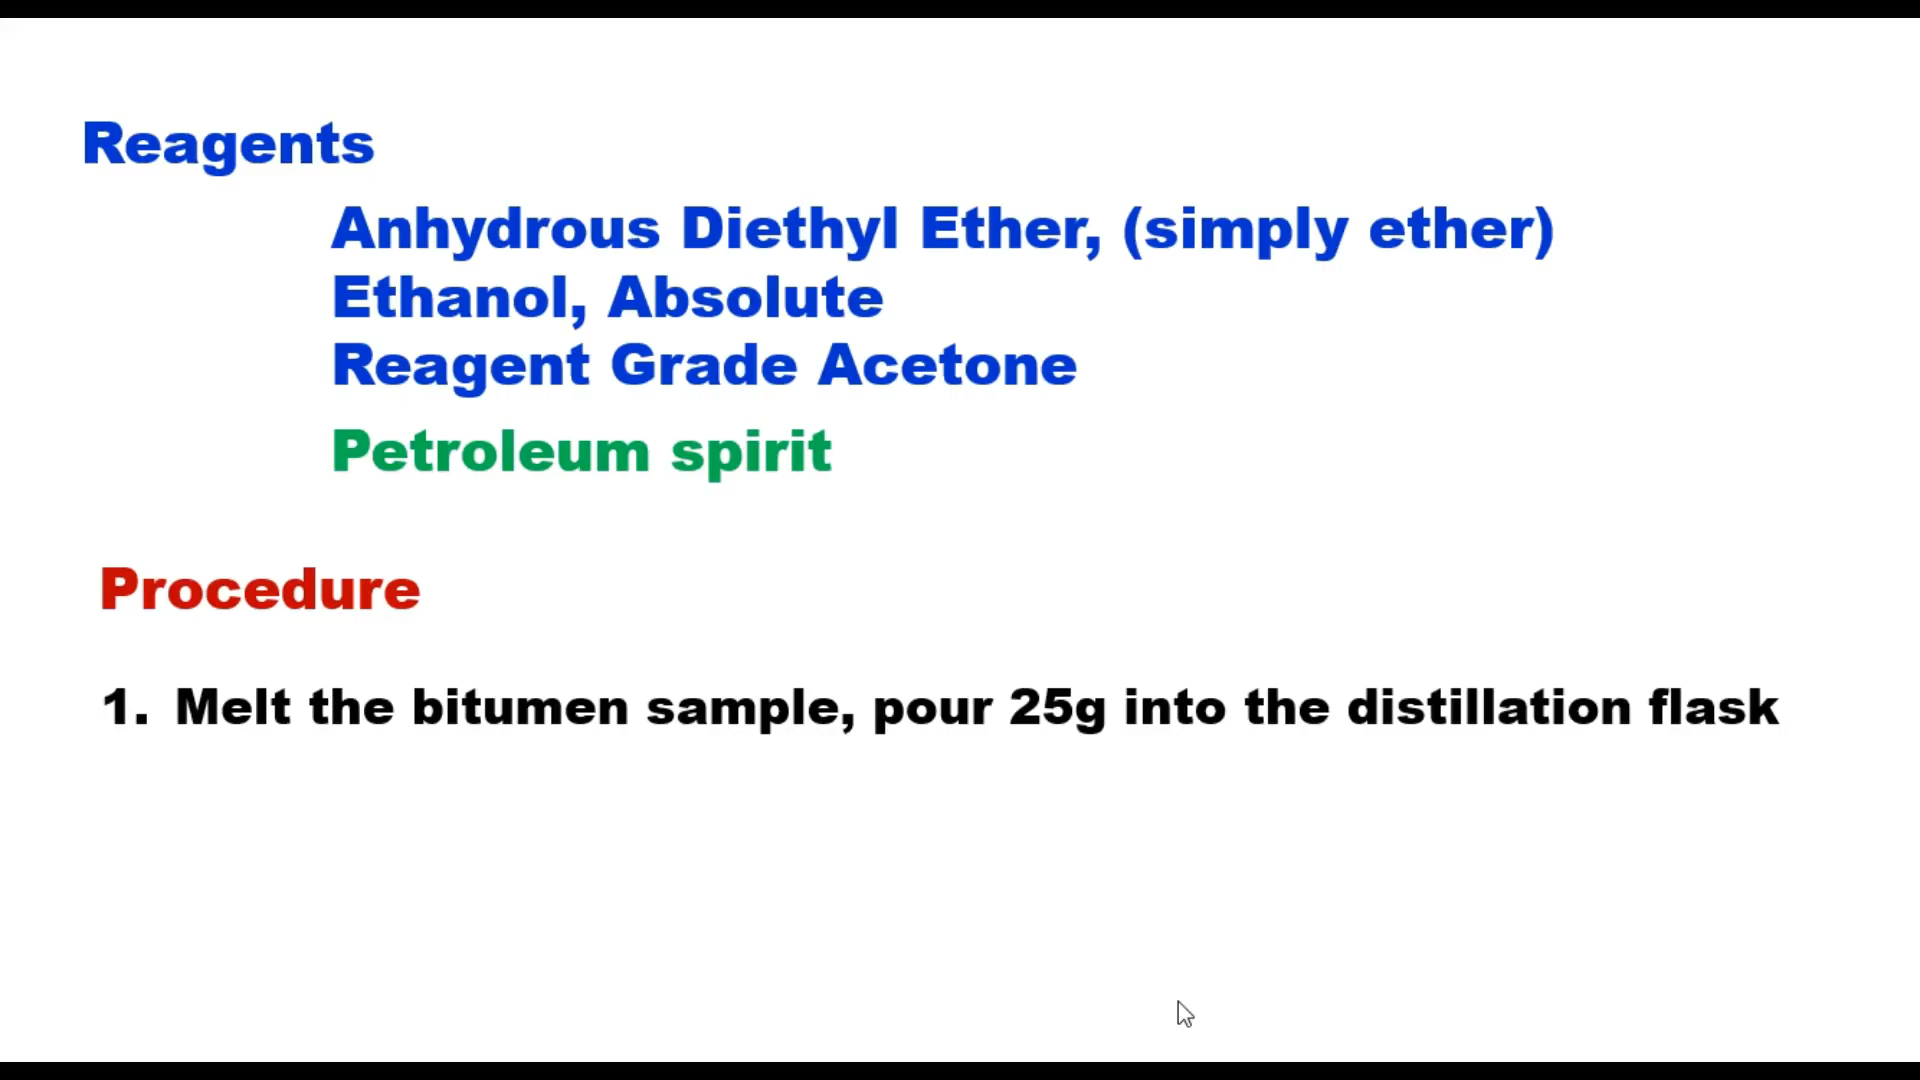 Reagents
Anhydrous Diethyl Ether, (simply ether)
Ethanol, Absolute
Reagent Grade Acetone
Petroleum spirit
Procedure
1. Melt the bitumen sample, pour 25g into the distillation flask